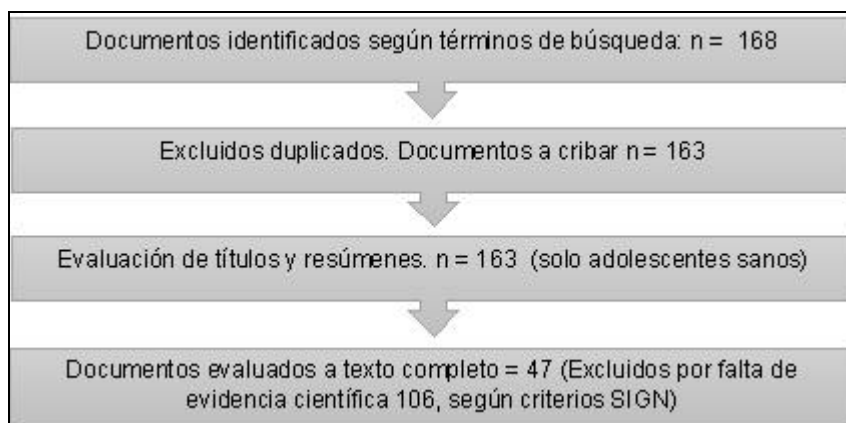 Documentos identificados según términos de búsqueda: n = 168
Excluidos duplicados. Documentos a cribar n = 163
Evaluación de títulos y resúmenes. n = 163 (solo adolescentes sanos)
Documentos evaluados a texto completo = 47 (Excluidos por falta de
evidencia científica 106, según criterios SIGN)